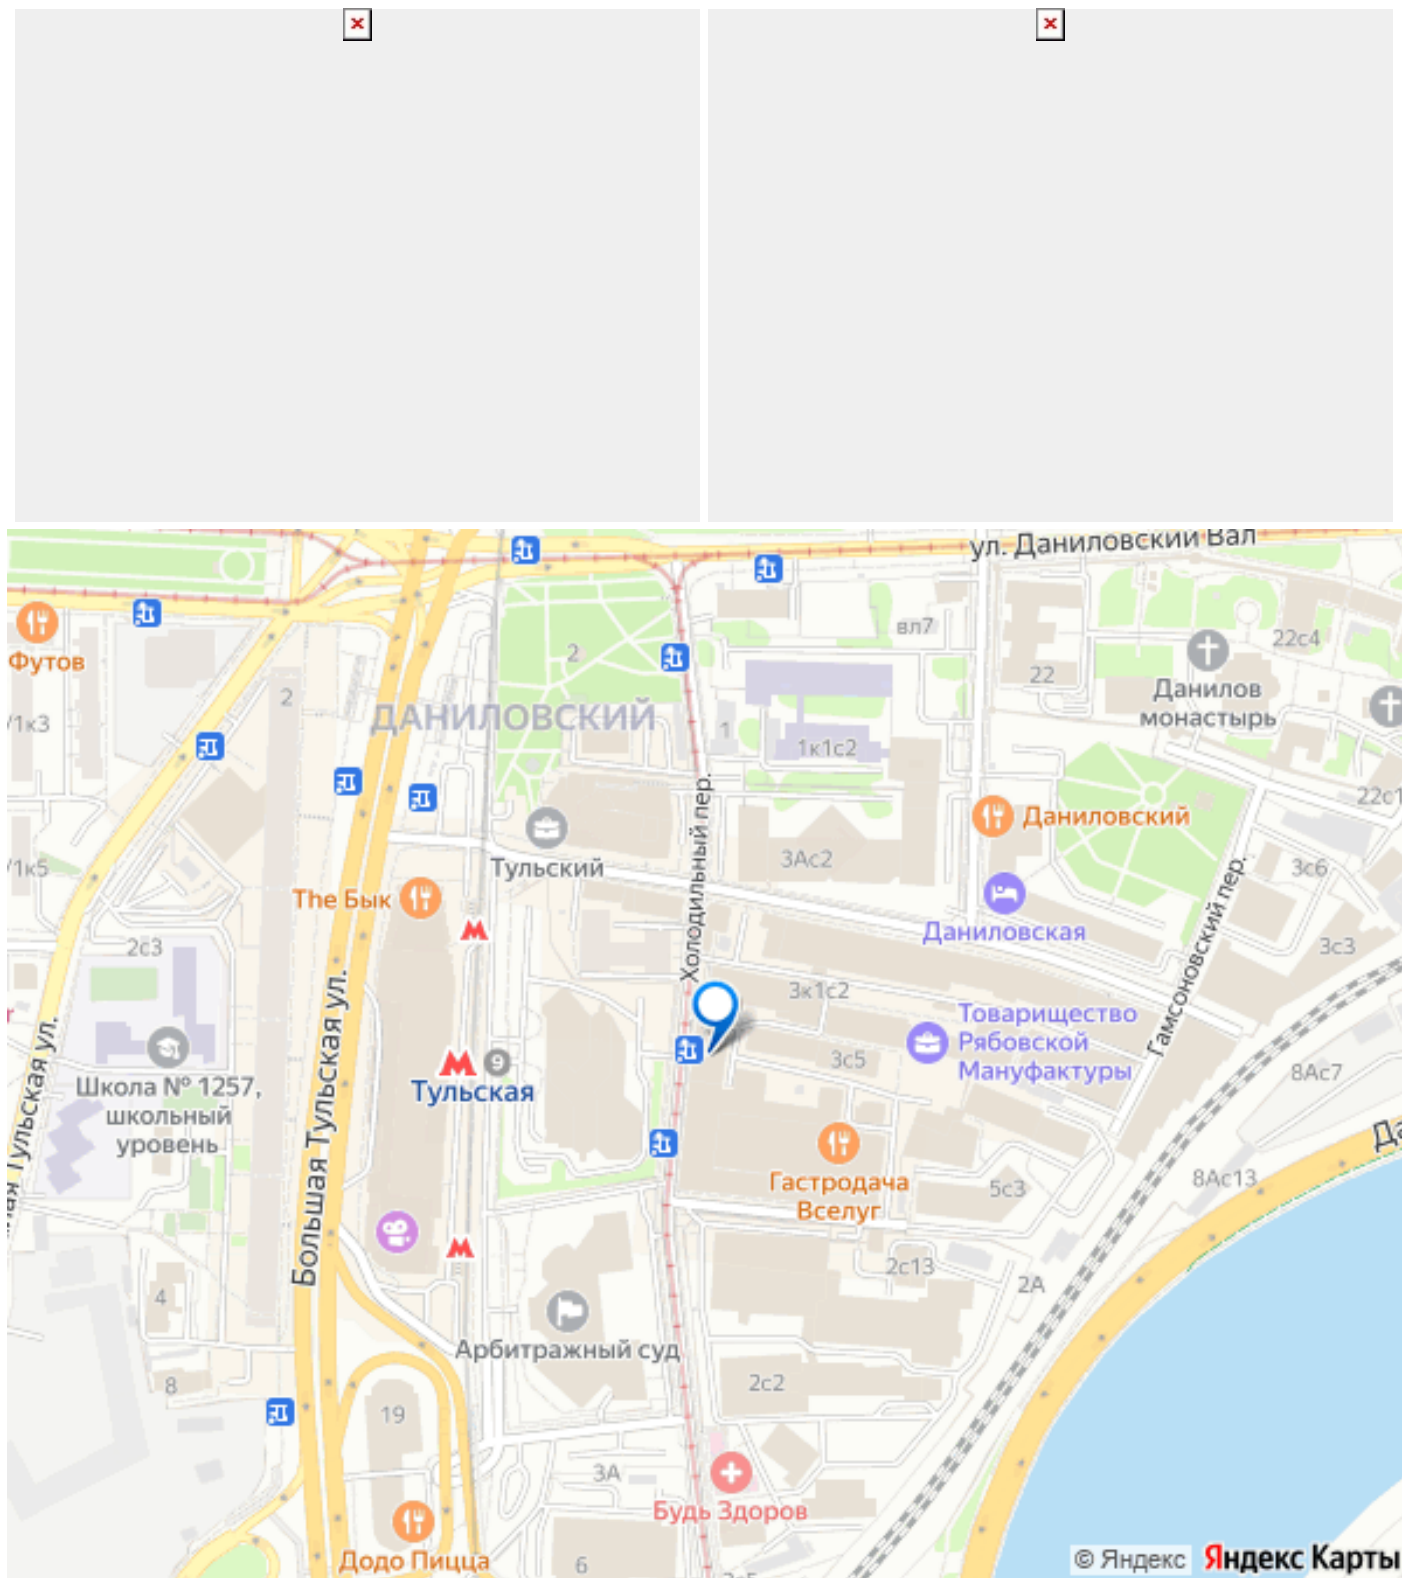 ул. Даниловский Вал
Футов
/1к3
2
2
вл7
22
22с4
Данилов
монастырь
ДАНИЛОВСКИЙ
1
1к1с2
22с1
Холодильный пер.
Даниловский
/1к5
Тульский
3Ас2
3с6
The Бык
Даниловская
Гамсоновский пер.
2с3
3с3
3к1с2
Товарищество
Рябовской
Мануфактуры
3с5
9
Тульская
8Ас7
Школа № 1257,
школьный
уровень
Большая Тульская ул.
ная Тульская ул.
Да
Гастродача
Вселуг
5с3
8Ас13
2с13
2А
4
Арбитражный суд
8
2с2
19
3А
Будь Здоров
Додо Пицца
6
© Яндекс Яндекс Карты